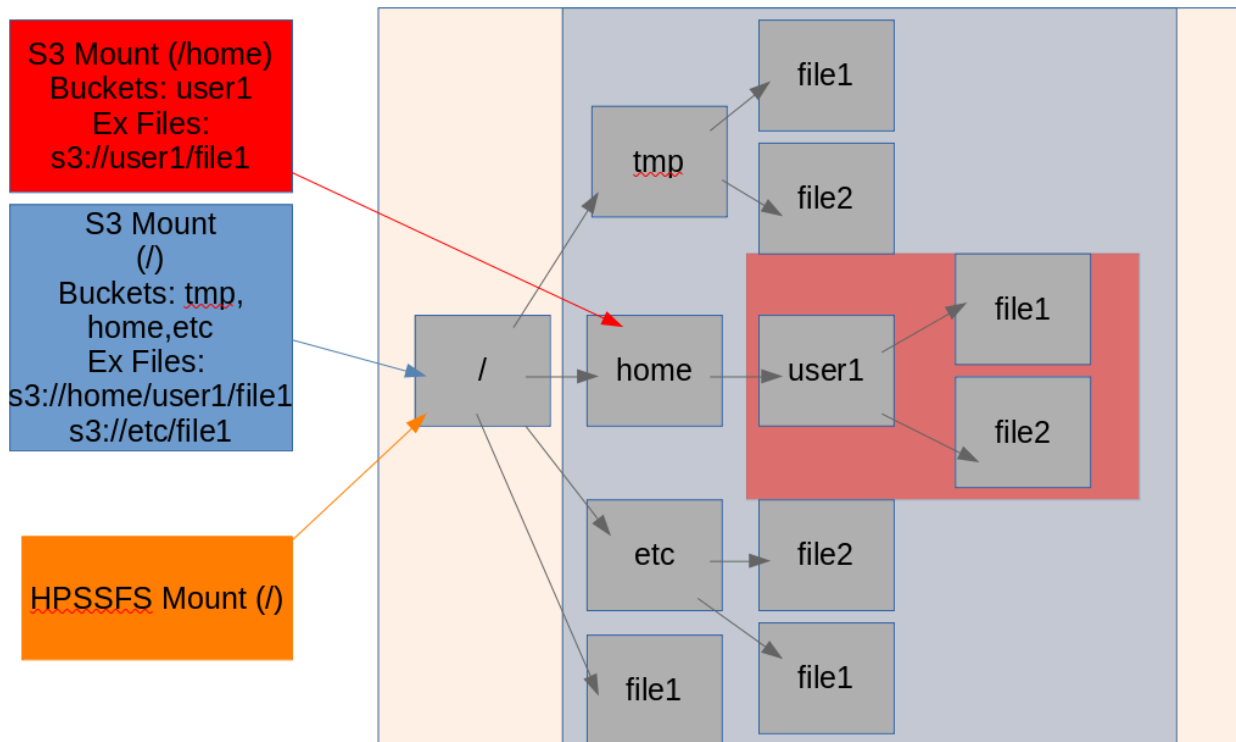 S3 Mount (/home)
Buckets: user1
Ex Files:
s3://user1/file1
S3 Mount
(/)
Buckets: tmp,
home,etc
Ex Files:
s3://home/user1/file1
s3://etc/file1
HPSSFS Mount (/)
/
tmp
file1
file2
home
user1
file1
file2
etc
file2
file1
file1